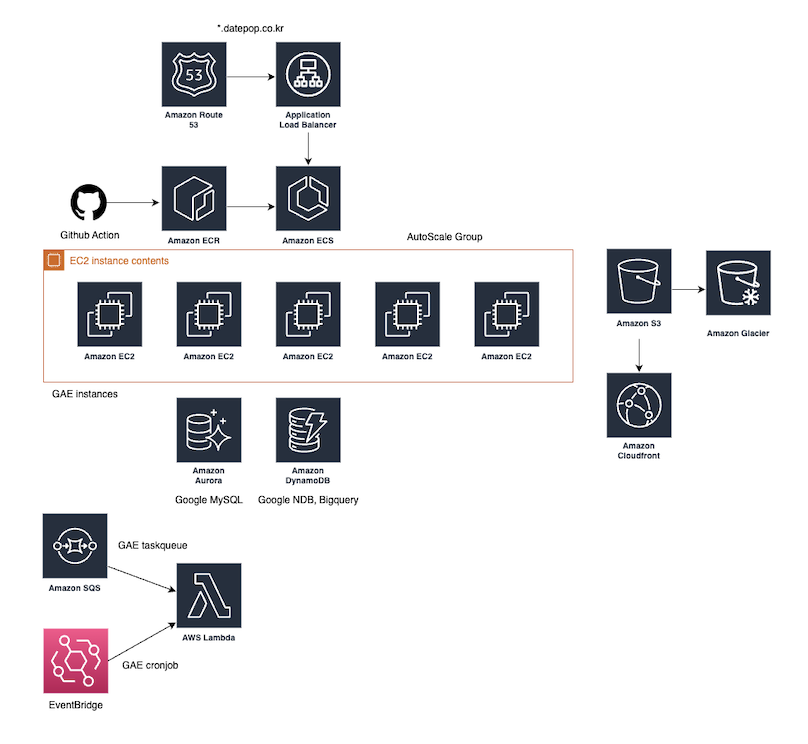 *.datepop.co.kr
53
Amazon Route
53
Application
Load Balancer
Github Action
Amazon ECR
Amazon ECS
AutoScale Group
EC2 instance contents
Amazon EC2
Amazon EC2
Amazon EC2
Amazon EC2
Amazon EC2
Amazon S3
Amazon Glacier
GAE instances
Amazon
Cloudfront
Amazon
Aurora
Amazon
DynamoDB
Google MySQL
Google NDB, Bigquery
GAE taskqueue
Amazon SQS
AWS Lambda
GAE cronjob
EventBridge